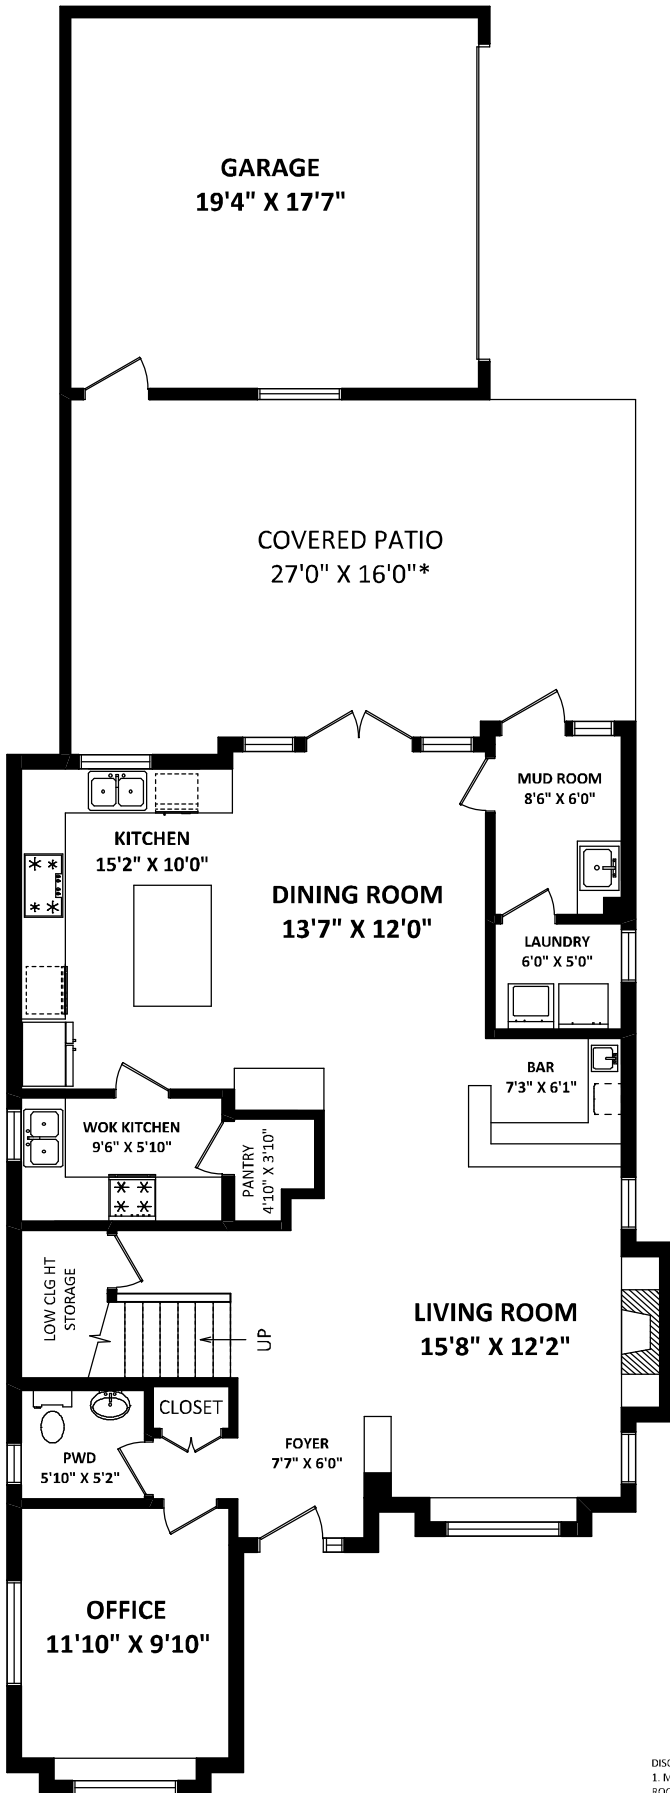 GARAGE
19'4" X 17'7"
COVERED PATIO
27'0" X 16'0"*
MUD ROOM
8'6" X 6'0"
KITCHEN
15'2" X 10'0"
DINING ROOM
13'7" X 12'0"
LAUNDRY
6'0" X 5'0"
BAR
7'3" X 6'1"
WOK KITCHEN
9'6" X 5'10"
PANTRY
4'10" X 3'10"
LOW CLG HT
STORAGE
UP
LIVING ROOM
15'8" X 12'2"
CLOSET
FOYER
7'7" X 6'0"
PWD
5'10" X 5'2"
OFFICE
11'10" X 9'10"
1. M